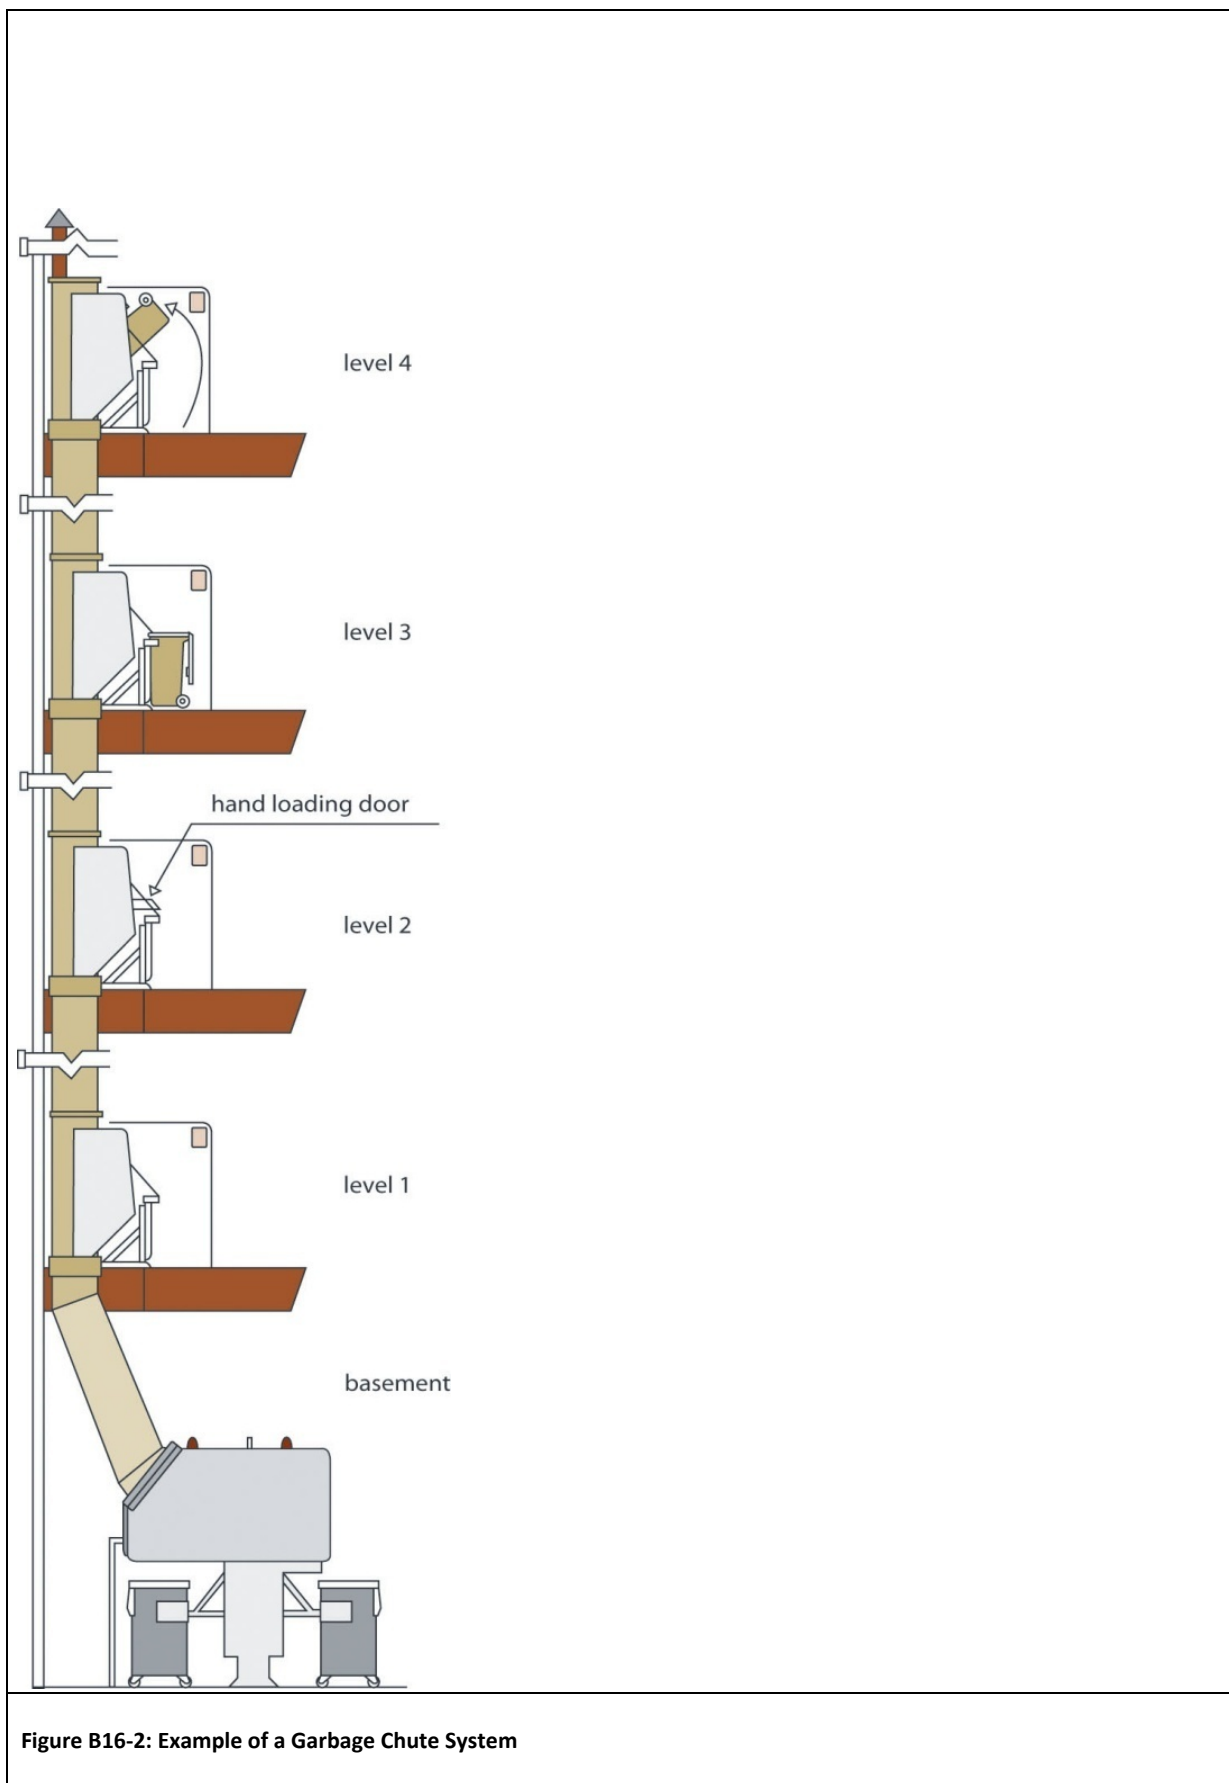 level 4
level 3
hand loading door
level 2
level 1
basement
Figure B16-2: Example of a Garbage Chute System